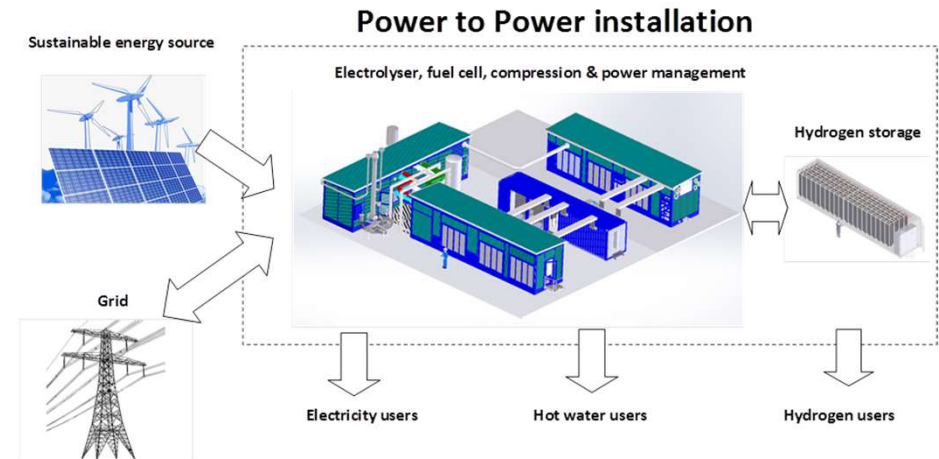 Power to Power installation
Sustainable energy source
Electrolyser, fuel cell, compression & power management
Hydrogen storage
Grid
Electricity users
Hot water users
Hydrogen users